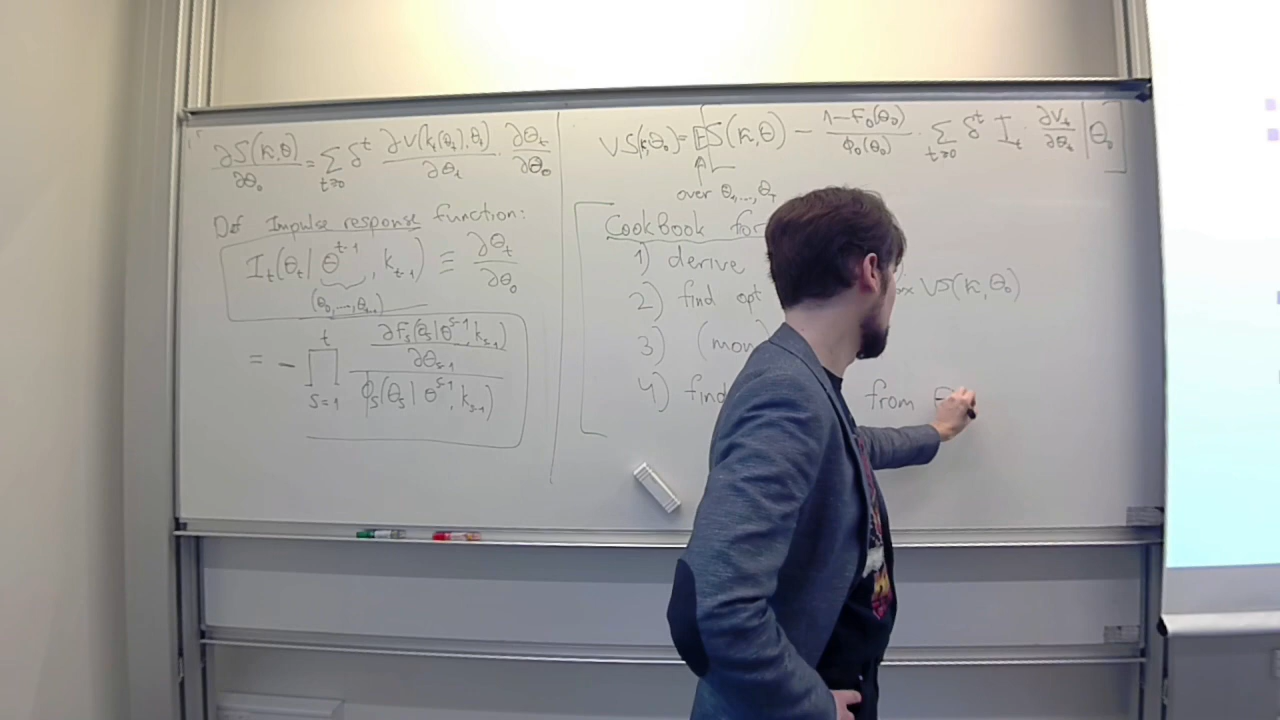 ∂S(k,θ)/∂θ₀ = Σ_{t≥0} δ^t ∂V(k_t(θ_t),θ_t)/∂θ_t · ∂θ_t/∂θ₀
Def Impulse response function:
I_t(θ_t | θ^{t-1}, k_{t-1}) ≡ ∂θ_t/∂θ₀
(θ₀,...,θ_{t-1})
= - ∏_{s=1}^{t} ∂F_s(θ_s | θ^{s-1}, k_{s-1})/∂θ_{s-1} / ϕ_s(θ_s | θ^{s-1}, k_{s-1})
VS(k,θ₀) = E[S(k,θ) - (1-F₀(θ₀))/ϕ₀(θ₀) · Σ_{t≥0} δ^t I_t · ∂V_t/∂θ_t | θ₀]
over θ₁,...,θ_T
CookBook for
1) derive
2) find opt VS(k,θ₀)
3) (mon
4) find from